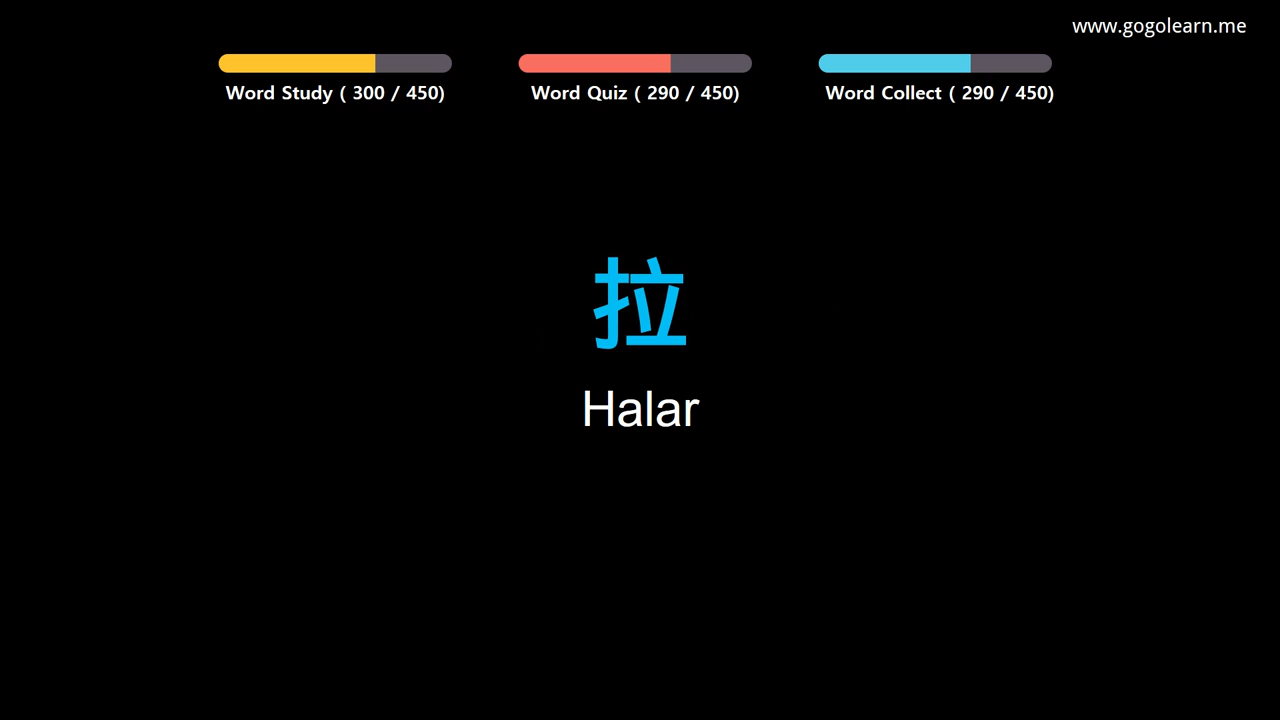 www.gogolearn.me
Word Study ( 300 / 450)
Word Quiz ( 290 / 450)
Word Collect ( 290 / 450)
拉
Halar